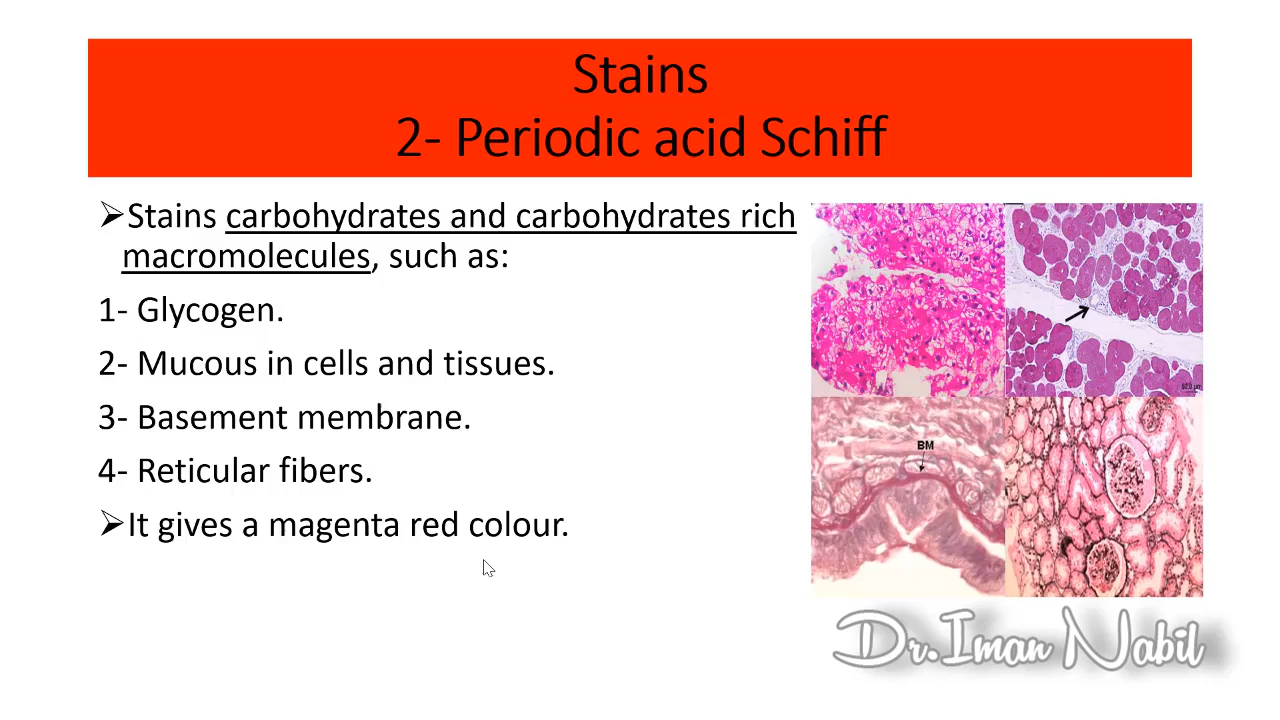 Stains
2- Periodic acid Schiff
➢Stains carbohydrates and carbohydrates rich
macromolecules, such as:
1- Glycogen.
2- Mucous in cells and tissues.
3- Basement membrane.
4- Reticular fibers.
➢It gives a magenta red colour.
BM
Dr.Iman Nabil